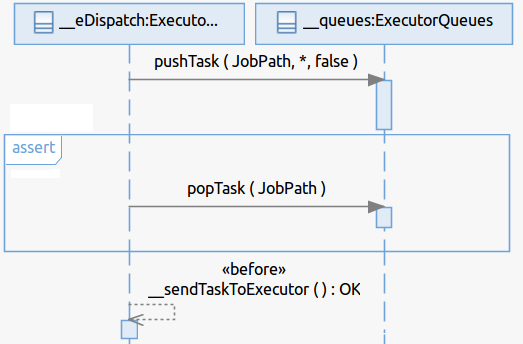 __eDispatch:Executo...
__queues:ExecutorQueues
pushTask ( JobPath, *, false )
assert
popTask ( JobPath )
«before»
__sendTaskToExecutor ( ) : OK